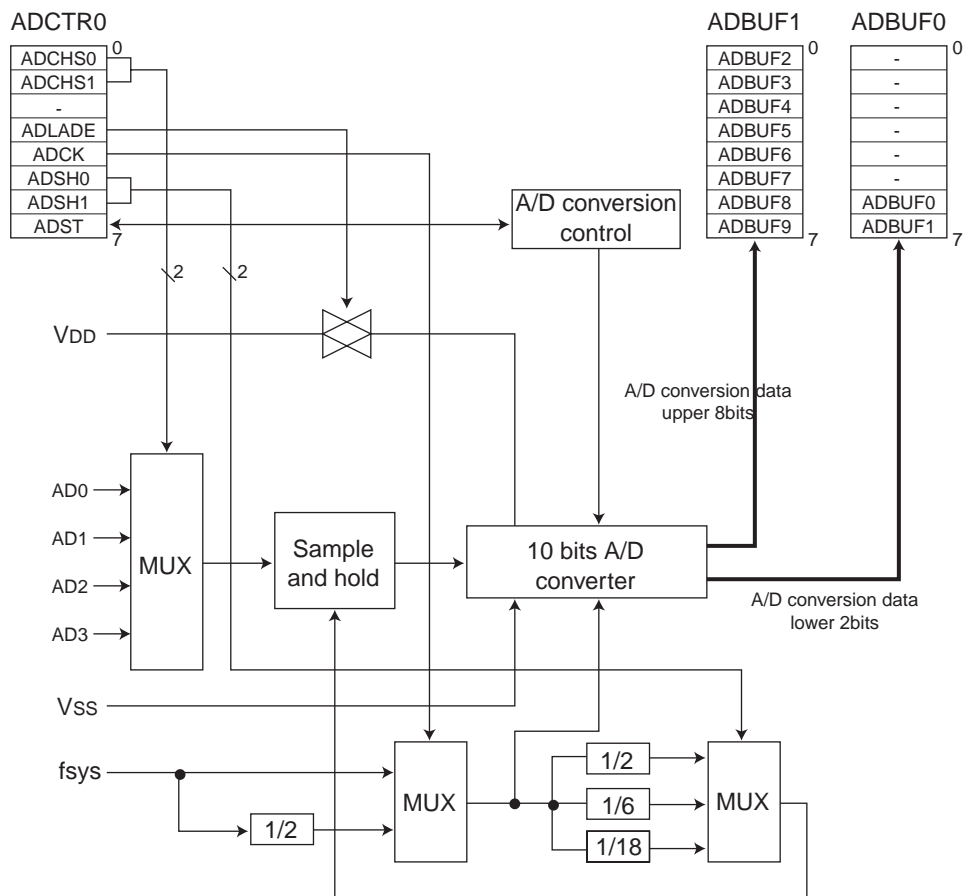 ADCTR0
0
ADCHS0
ADCHS1
-
ADLADE
ADCK
ADSH0
ADSH1
ADST
7
ADBUF1
0
ADBUF2
ADBUF3
ADBUF4
ADBUF5
ADBUF6
ADBUF7
ADBUF8
ADBUF9
7
ADBUF0
0
-
-
-
-
-
-
ADBUF0
ADBUF1
7
A/D conversion
control
2
2
VDD
A/D conversion data
upper 8bits
AD0
AD1
AD2
AD3
MUX
Sample
and hold
10 bits A/D
converter
A/D conversion data
lower 2bits
VSS
fsys
1/2
MUX
1/2
1/6
1/18
MUX